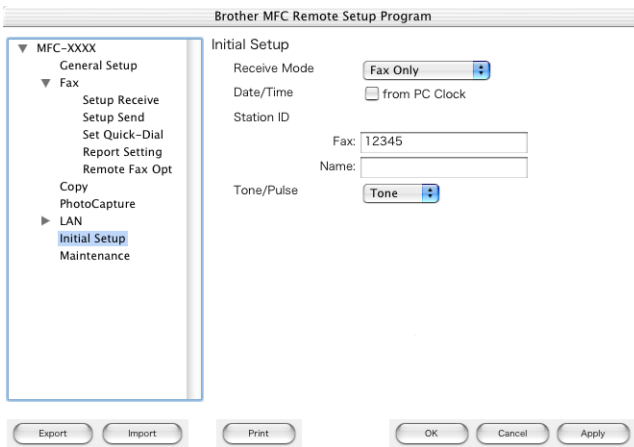 Brother MFC Remote Setup Program
MFC-XXXX
General Setup
Fax
Setup Receive
Setup Send
Set Quick-Dial
Report Setting
Remote Fax Opt
Copy
PhotoCapture
LAN
Initial Setup
Maintenance
Initial Setup
Receive Mode Fax Only
Date/Time from PC Clock
Station ID
Fax: 12345
Name:
Tone/Pulse Tone
Export Import Print OK Cancel Apply